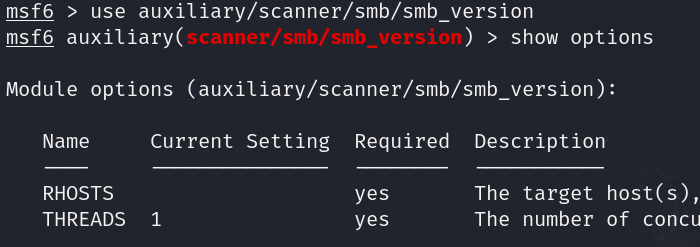 msf6 > use auxiliary/scanner/smb/smb_version
msf6 auxiliary(scanner/smb/smb_version) > show options
Module options (auxiliary/scanner/smb/smb_version):
Name Current Setting Required Description
---- --------------- -------- -----------
RHOSTS yes The target host(s),
THREADS 1 yes The number of concu